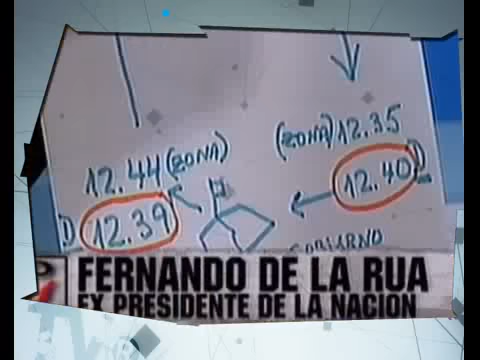 (ZONA) 12.35
12.44 (ZONA)
12.40
D 12.39
FERNANDO DE LA RUA
EX PRESIDENTE DE LA NACION